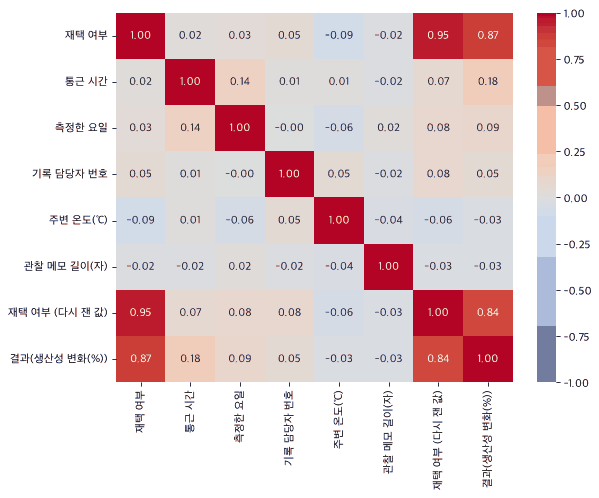 재택 여부 1.00 0.02 0.03 0.05 -0.09 -0.02 0.95 0.87
통근 시간 0.02 1.00 0.14 0.01 0.01 -0.02 0.07 0.18
측정한 요일 0.03 0.14 1.00 -0.00 -0.06 0.02 0.08 0.09
기록 담당자 번호 0.05 0.01 -0.00 1.00 0.05 -0.02 0.08 0.05
주변 온도(℃) -0.09 0.01 -0.06 0.05 1.00 -0.04 -0.06 -0.03
관찰 메모 길이(자) -0.02 -0.02 0.02 -0.02 -0.04 1.00 -0.03 -0.03
재택 여부 (다시 잰 값) 0.95 0.07 0.08 0.08 -0.06 -0.03 1.00 0.84
결과(생산성 변화(%)) 0.87 0.18 0.09 0.05 -0.03 -0.03 0.84 1.00
재택 여부
통근 시간
측정한 요일
기록 담당자 번호
주변 온도(℃)
관찰 메모 길이(자)
재택 여부 (다시 잰 값)
결과(생산성 변화(%))
1.00
0.75
0.50
0.25
0.00
-0.25
-0.50
-0.75
-1.00